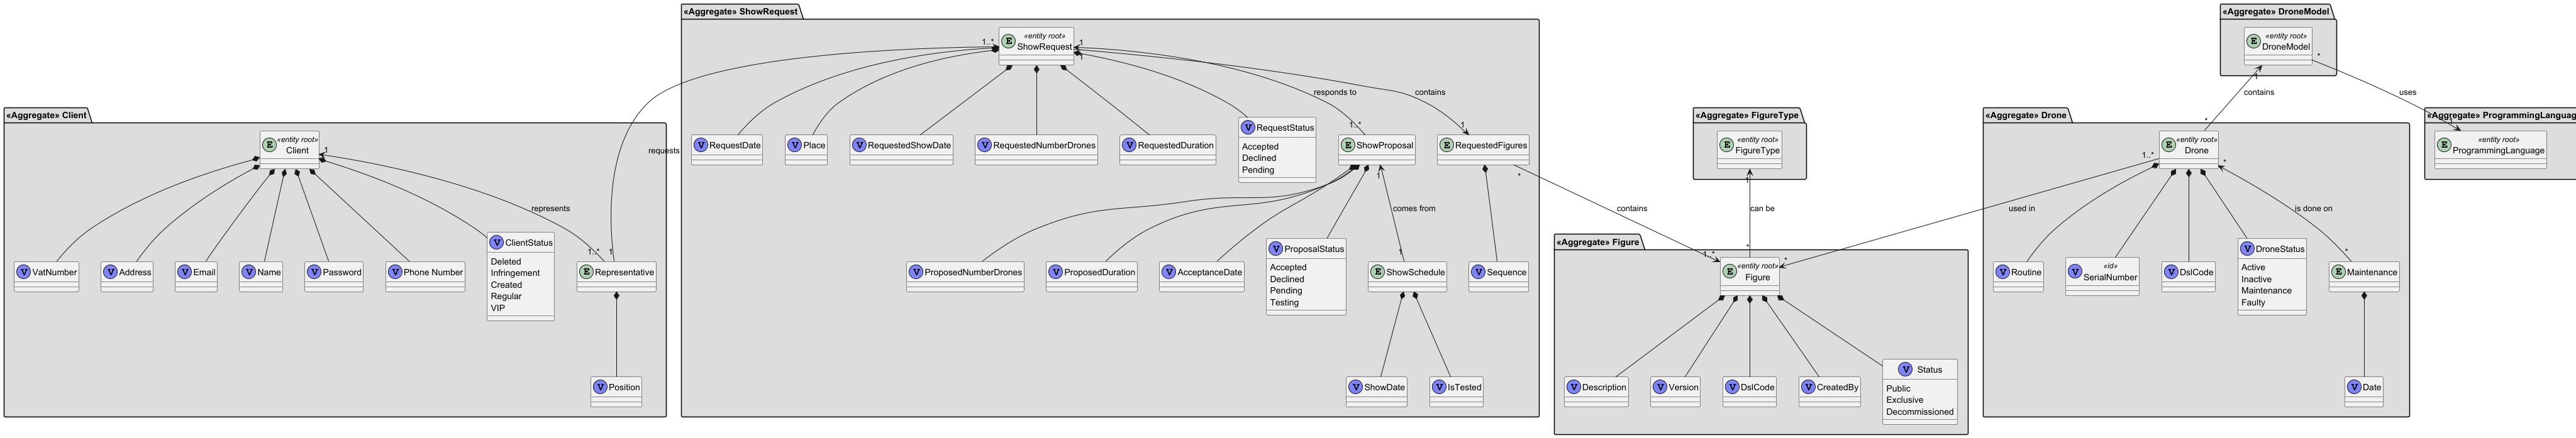 «Aggregate» Client
E «entity root»
Client
1
represents
1..*
requests
1
V VatNumber
V Address
V Email
V Name
V Password
V Phone Number
V ClientStatus
Deleted
Infringement
Created
Regular
VIP
E Representative
V Position
«Aggregate» ShowRequest
E «entity root»
ShowRequest
1..*
1
1
responds to
contains
V RequestDate
V Place
V RequestedShowDate
V RequestedNumberDrones
V RequestedDuration
V RequestStatus
Accepted
Declined
Pending
1..*
E ShowProposal
1
E RequestedFigures
1
comes from
1
*
contains
1..*
V ProposedNumberDrones
V ProposedDuration
V AcceptanceDate
V ProposalStatus
Accepted
Declined
Pending
Testing
E ShowSchedule
V Sequence
V ShowDate
V IsTested
«Aggregate» FigureType
E «entity root»
FigureType
1
can be
*
«Aggregate» Figure
E «entity root»
Figure
*
V Description
V Version
V DslCode
V CreatedBy
V Status
Public
Exclusive
Decommissioned
«Aggregate» DroneModel
E «entity root»
DroneModel
*
1
contains
uses
*
1
«Aggregate» Drone
E «entity root»
Drone
1..*
*
used in
is done on
*
V Routine
V «id»
SerialNumber
V DslCode
V DroneStatus
Active
Inactive
Maintenance
Faulty
E Maintenance
V Date
«Aggregate» ProgrammingLanguag
E «entity root»
ProgrammingLanguage